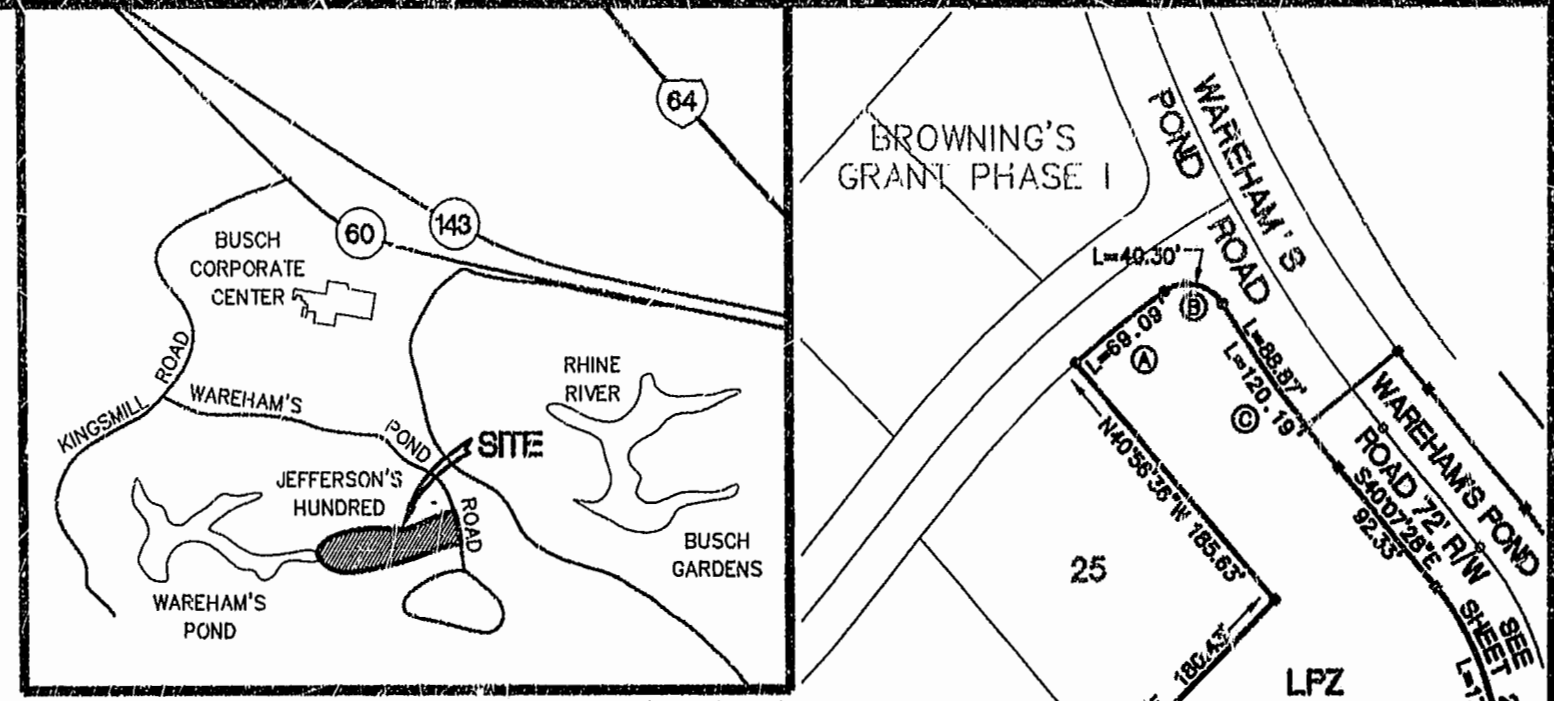 64
143
60
BUSCH
CORPORATE
CENTER
RHINE
RIVER
KINGSMILL ROAD
WAREHAM'S POND ROAD
SITE
JEFFERSON'S
HUNDRED
BUSCH
GARDENS
WAREHAM'S
POND
BROWNING'S
GRANT PHASE I
WAREHAM'S
POND
ROAD
L=40.30'
B
L=69.09'
A
L=88.87'
L=120.19'
C
N40°56'36"W 185.63'
WAREHAM'S POND
ROAD 72' R/W
S40°07'28"E
92.33'
SEE
SHEET
25
180.43'
LPZ